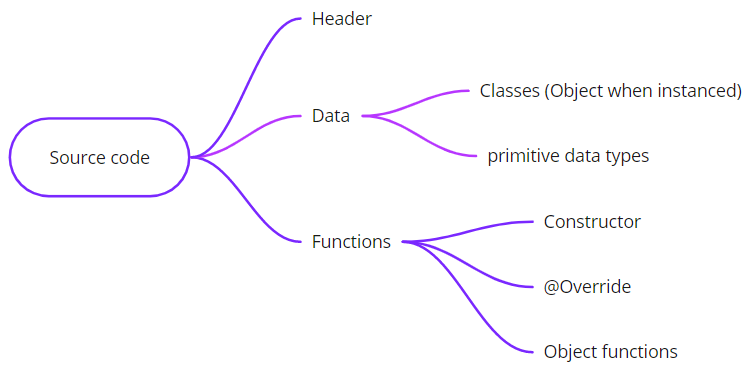 Source code
Header
Data
Classes (Object when instanced)
primitive data types
Functions
Constructor
@Override
Object functions